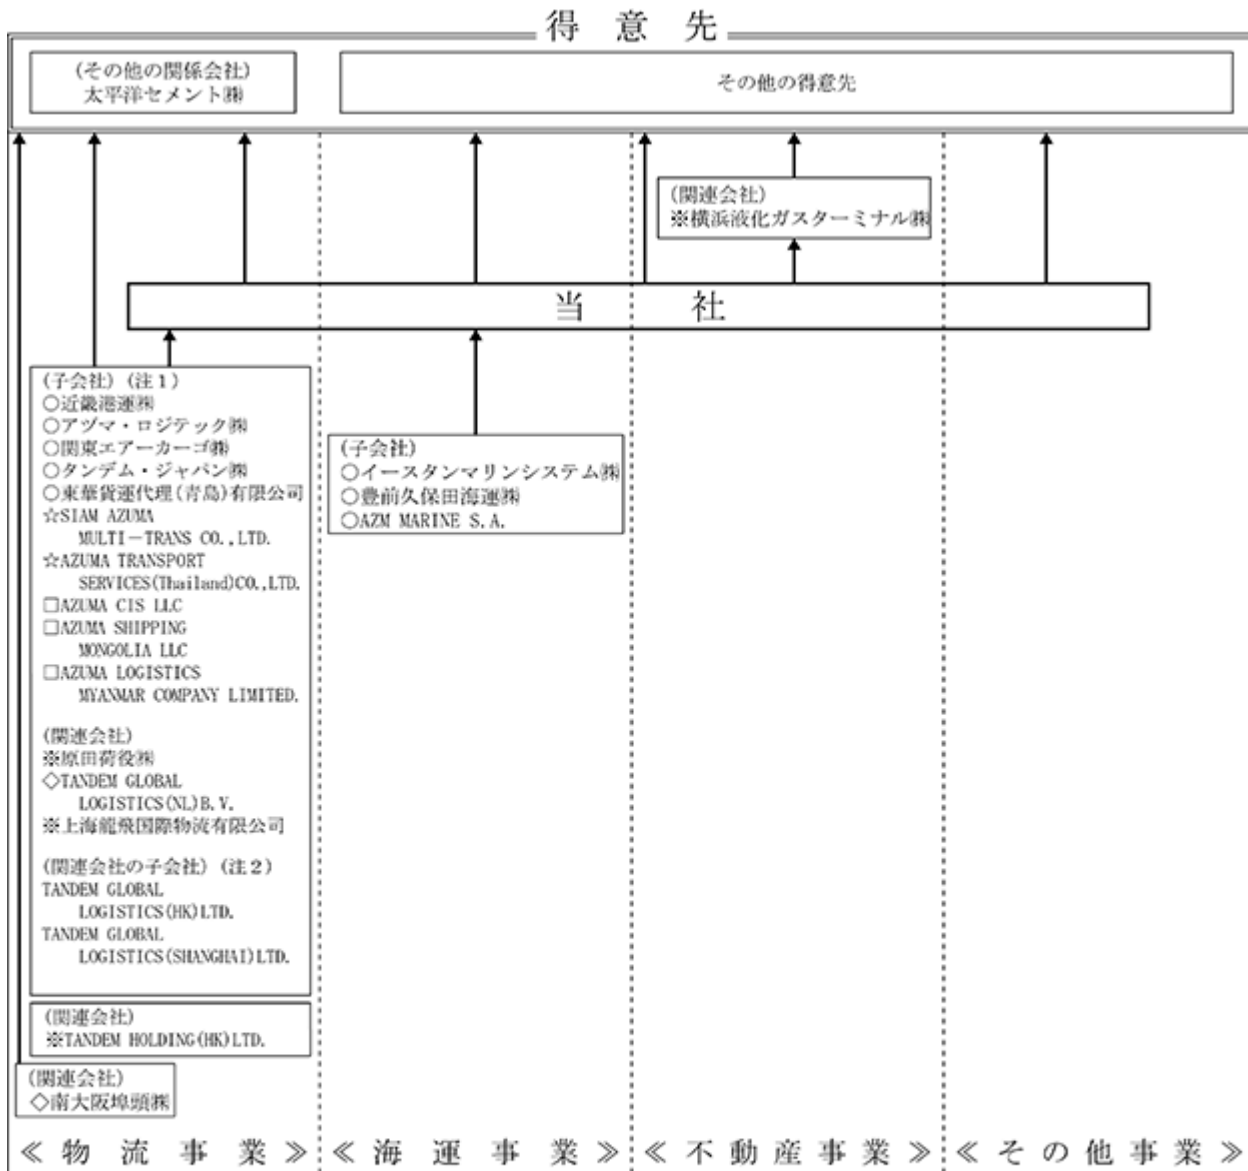 得意先
(その他の関係会社)
太平洋セメント㈱
その他の得意先
(関連会社)
※横浜液化ガスターミナル㈱
当社
(子会社)(注1)
○近畿港運㈱
○アヅマ・ロジテック㈱
○関東エアーカーゴ㈱
○タンデム・ジャパン㈱
○東華貨運代理(青島)有限公司
☆SIAM AZUMA
MULTI-TRANS CO.,LTD.
☆AZUMA TRANSPORT
SERVICES(Thailand)CO.,LTD.
□AZUMA CIS LLC
□AZUMA SHIPPING
MONGOLIA LLC
□AZUMA LOGISTICS
MYANMAR COMPANY LIMITED.
(関連会社)
※原田荷役㈱
◇TANDEM GLOBAL
LOGISTICS(NL)B.V.
※上海龍飛国際物流有限公司
(関連会社の子会社)(注2)
TANDEM GLOBAL
LOGISTICS(HK)LTD.
TANDEM GLOBAL
LOGISTICS(SHANGHAI)LTD.
(関連会社)
※TANDEM HOLDING(HK)LTD.
(関連会社)
◇南大阪埠頭㈱
(子会社)
○イースタンマリンシステム㈱
○豊前久保田海運㈱
○AZM MARINE S.A.
≪物流事業≫
≪海運事業≫
≪不動産事業≫
≪その他事業≫